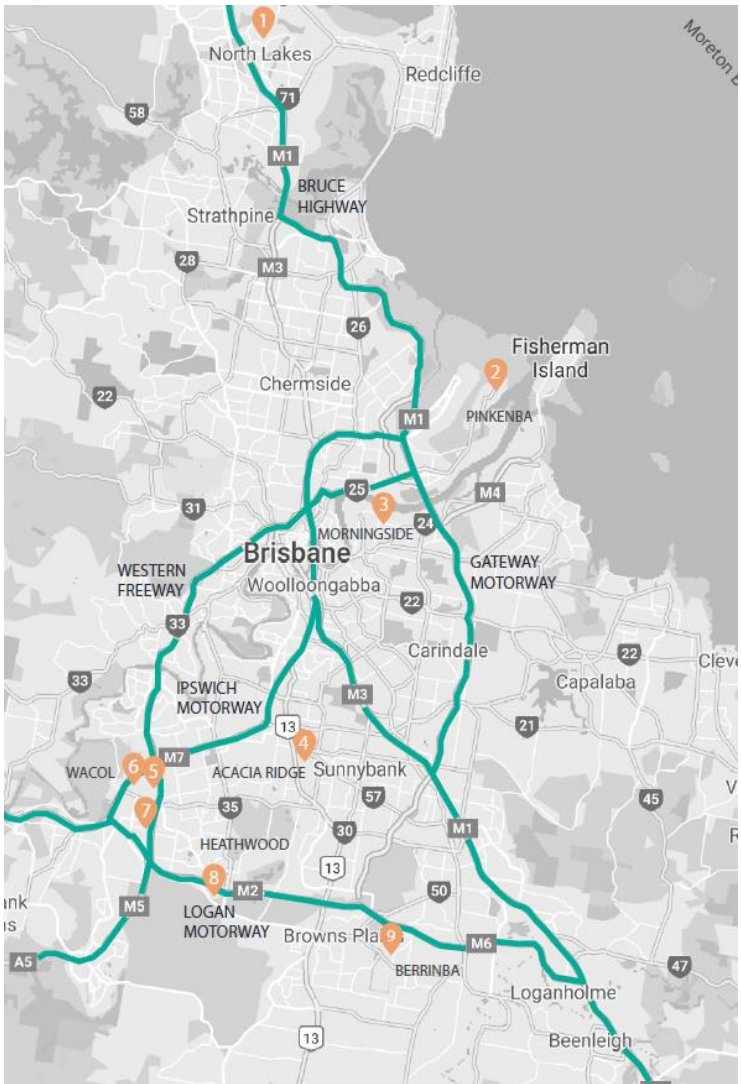 1
North Lakes
Redcliffe
Moreton B
71
58
M1
BRUCE
HIGHWAY
Strathpine
28
M3
26
Fisherman
Island
2
Chermside
22
PINKENBA
M1
25
M4
31
3
24
MORNINGSIDE
Brisbane
WESTERN
FREEWAY
GATEWAY
MOTORWAY
Woolloongabba
22
33
Carindale
22
33
Cleve
IPSWICH
MOTORWAY
Capalaba
M3
21
13
4
M7
6
5
WACOL
ACACIA RIDGE
Sunnybank
V
57
45
7
35
30
M1
R
HEATHWOOD
13
8
M2
50
ank
ns
M5
LOGAN
MOTORWAY
Browns Plains
9
M6
A5
BERRINBA
47
Loganholme
13
Beenleigh